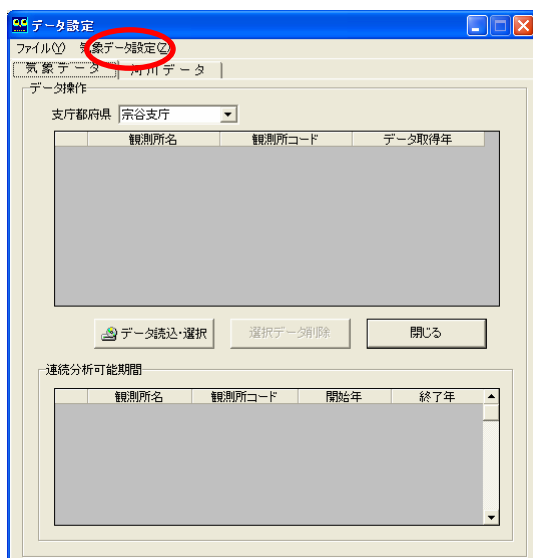 データ設定
ファイル(Y) 気象データ設定(Z)
気象データ 河川データ
データ操作
支庁都府県 宗谷支庁
観測所名 観測所コード データ取得年
データ読込・選択 選択データ削除 閉じる
連続分析可能期間
観測所名 観測所コード 開始年 終了年